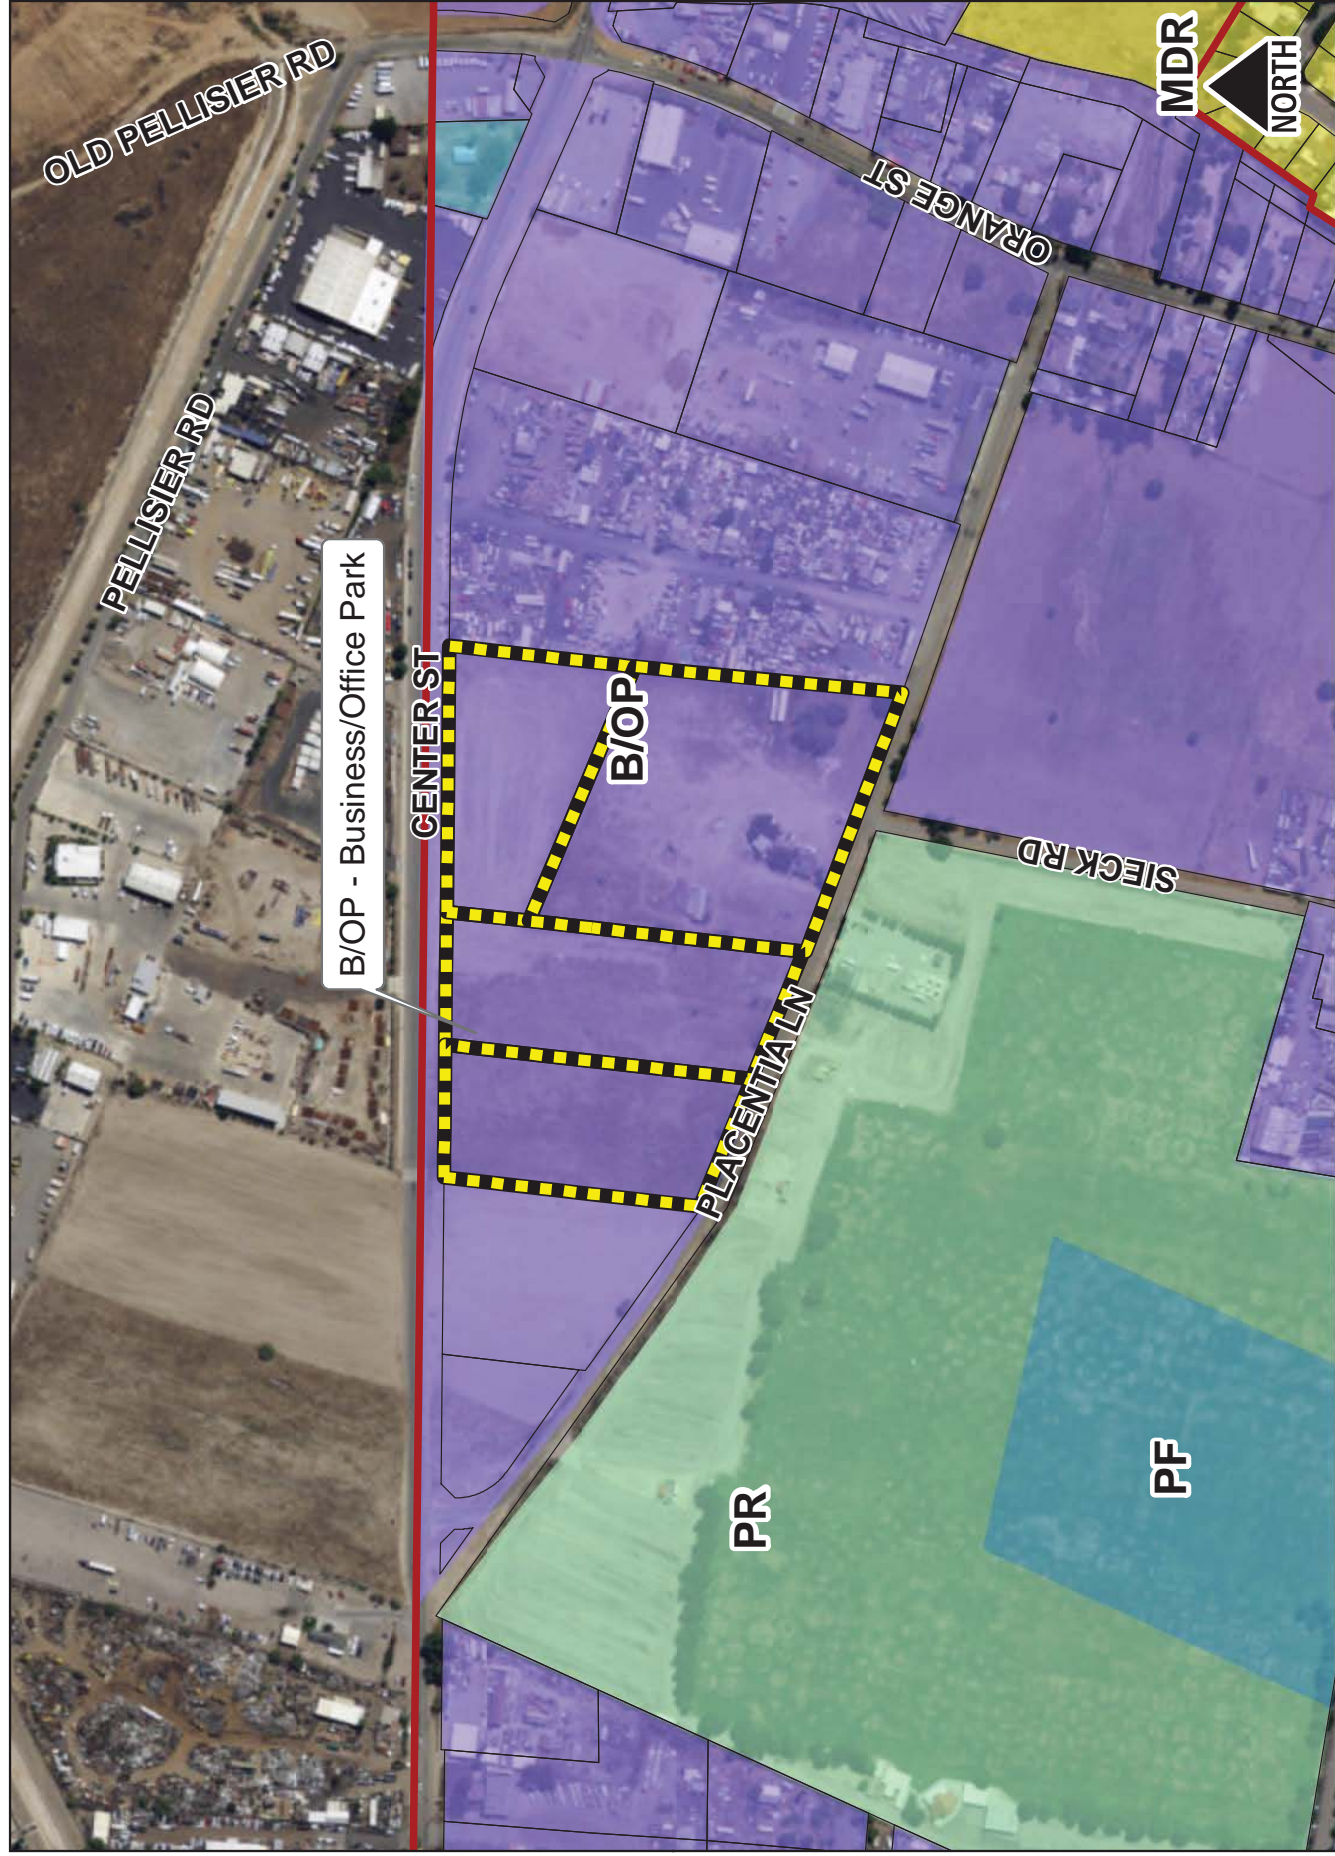 OLD PELLISIER RD
PELLISIER RD
B/OP - Business/Office Park
CENTER ST
B/OP
ORANGE ST
MDR
NORTH
SIECK RD
PLACENTIA LN
PR
PF